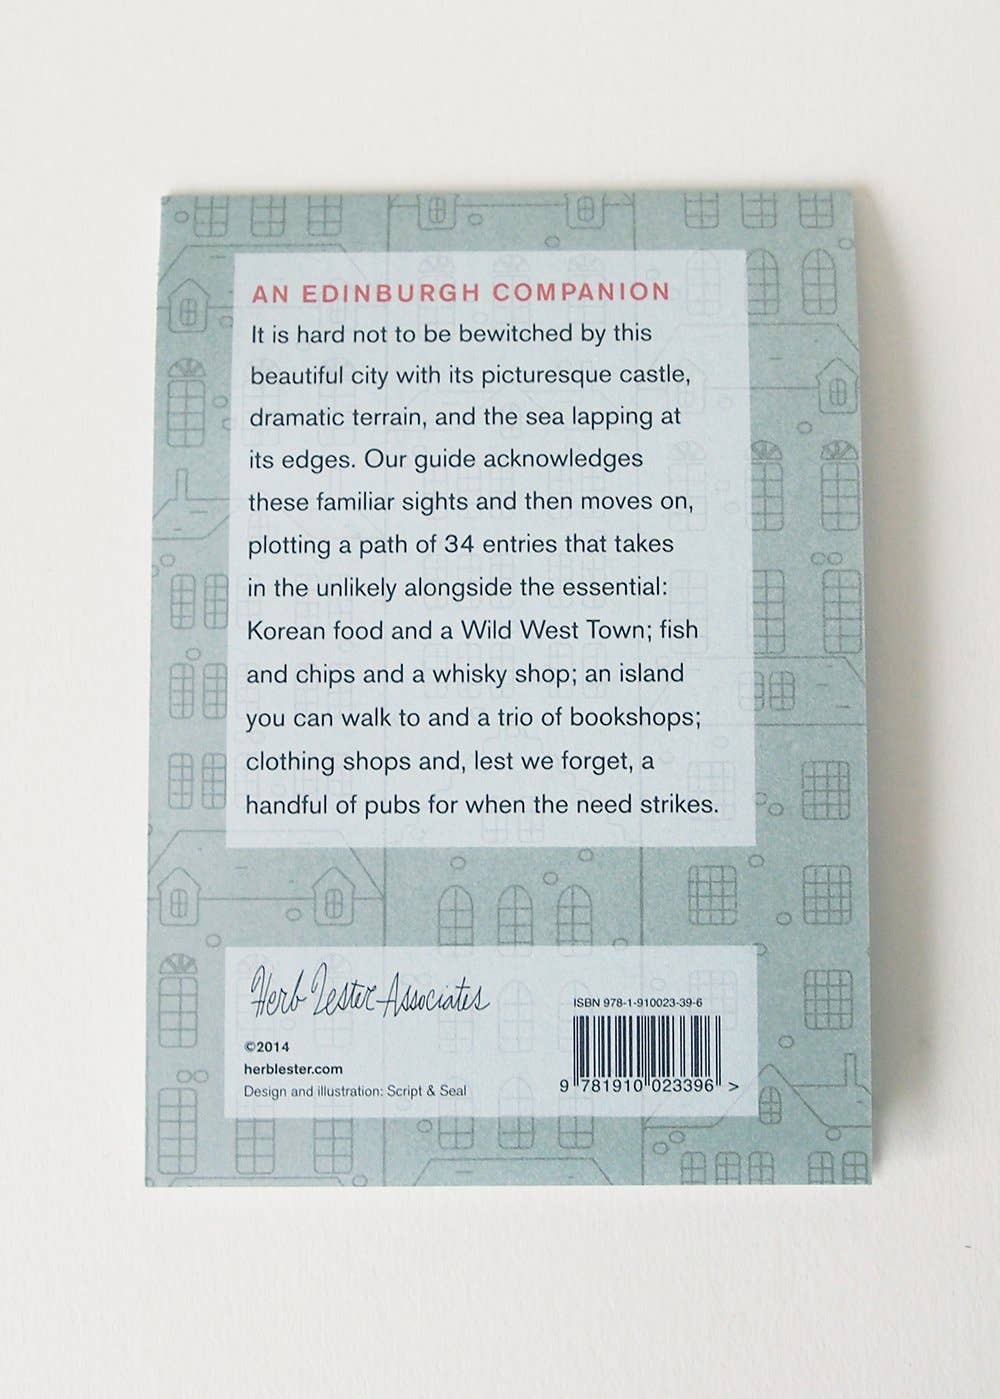 AN EDINBURGH COMPANION
It is hard not to be bewitched by this
beautiful city with its picturesque castle,
dramatic terrain, and the sea lapping at
its edges. Our guide acknowledges
these familiar sights and then moves on,
plotting a path of 34 entries that takes
in the unlikely alongside the essential:
Korean food and a Wild West Town; fish
and chips and a whisky shop; an island
you can walk to and a trio of bookshops;
clothing shops and, lest we forget, a
handful of pubs for when the need strikes.
Herb Lester Associates
©2014
herblester.com
Design and illustration: Script & Seal
ISBN 978-1-910023-39-6
9 781910 023396 >